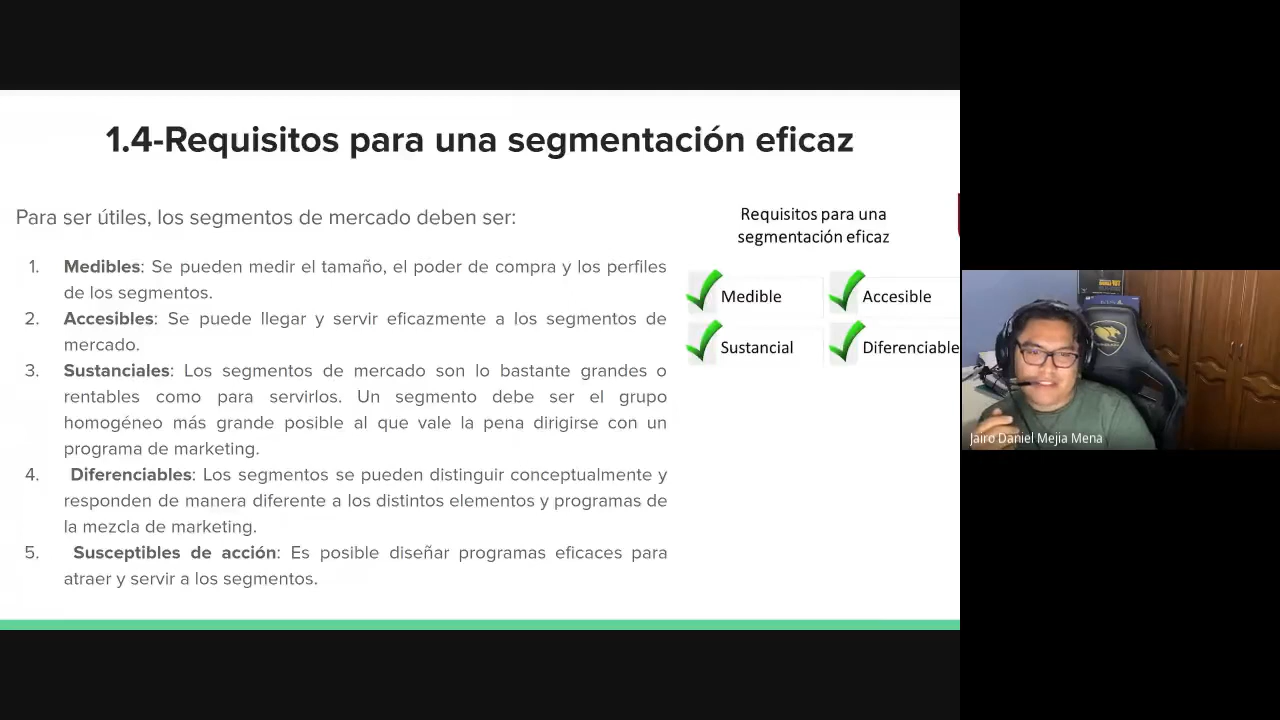 1.4-Requisitos para una segmentación eficaz
Para ser útiles, los segmentos de mercado deben ser:
1. Medibles: Se pueden medir el tamaño, el poder de compra y los perfiles
de los segmentos.
2. Accesibles: Se puede llegar y servir eficazmente a los segmentos de
mercado.
3. Sustanciales: Los segmentos de mercado son lo bastante grandes o
rentables como para servirlos. Un segmento debe ser el grupo
homogéneo más grande posible al que vale la pena dirigirse con un
programa de marketing.
4. Diferenciables: Los segmentos se pueden distinguir conceptualmente y
responden de manera diferente a los distintos elementos y programas de
la mezcla de marketing.
5. Susceptibles de acción: Es posible diseñar programas eficaces para
atraer y servir a los segmentos.
Requisitos para una
segmentación eficaz
Medible
Accesible
Sustancial
Diferenciable
Jairo Daniel Mejia Mena